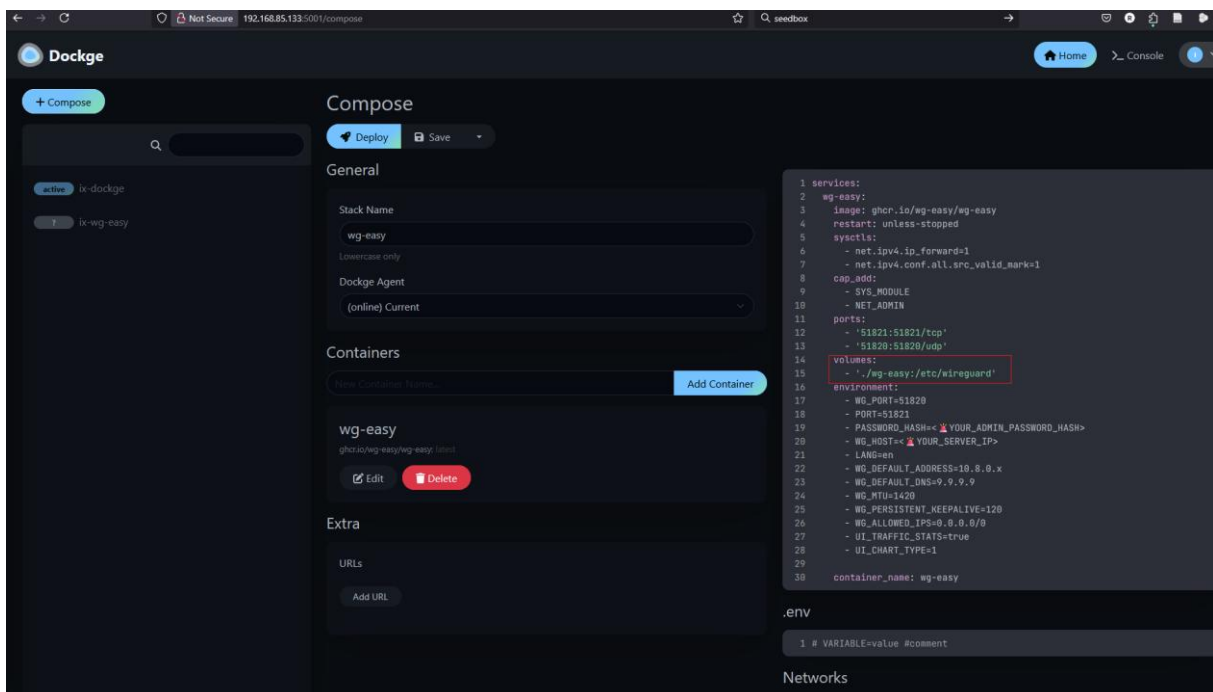 Not Secure 192.168.85.133:5001/compose
seedbox
Dockge
Home
Console
+ Compose
active ix-dockge
? ix-wg-easy
Compose
Deploy
Save
General
Stack Name
wg-easy
Lowercase only
Dockge Agent
(online) Current
Containers
New Container Name...
Add Container
wg-easy
ghcr.io/wg-easy/wg-easy: latest
Edit
Delete
Extra
URLs
Add URL
1 services:
2 wg-easy:
3 image: ghcr.io/wg-easy/wg-easy
4 restart: unless-stopped
5 sysctls:
6 - net.ipv4.ip_forward=1
7 - net.ipv4.conf.all.src_valid_mark=1
8 cap_add:
9 - SYS_MODULE
10 - NET_ADMIN
11 ports:
12 - '51821:51821/tcp'
13 - '51820:51820/udp'
14 volumes:
15 - './wg-easy:/etc/wireguard'
16 environment:
17 - WG_PORT=51820
18 - PORT=51821
19 - PASSWORD_HASH=<🚨YOUR_ADMIN_PASSWORD_HASH>
20 - WG_HOST=<🚨YOUR_SERVER_IP>
21 - LANG=en
22 - WG_DEFAULT_ADDRESS=10.8.0.x
23 - WG_DEFAULT_DNS=9.9.9.9
24 - WG_MTU=1420
25 - WG_PERSISTENT_KEEPALIVE=120
26 - WG_ALLOWED_IPS=0.0.0.0/0
27 - UI_TRAFFIC_STATS=true
28 - UI_CHART_TYPE=1
29
30 container_name: wg-easy
.env
1 # VARIABLE=value #comment
Networks